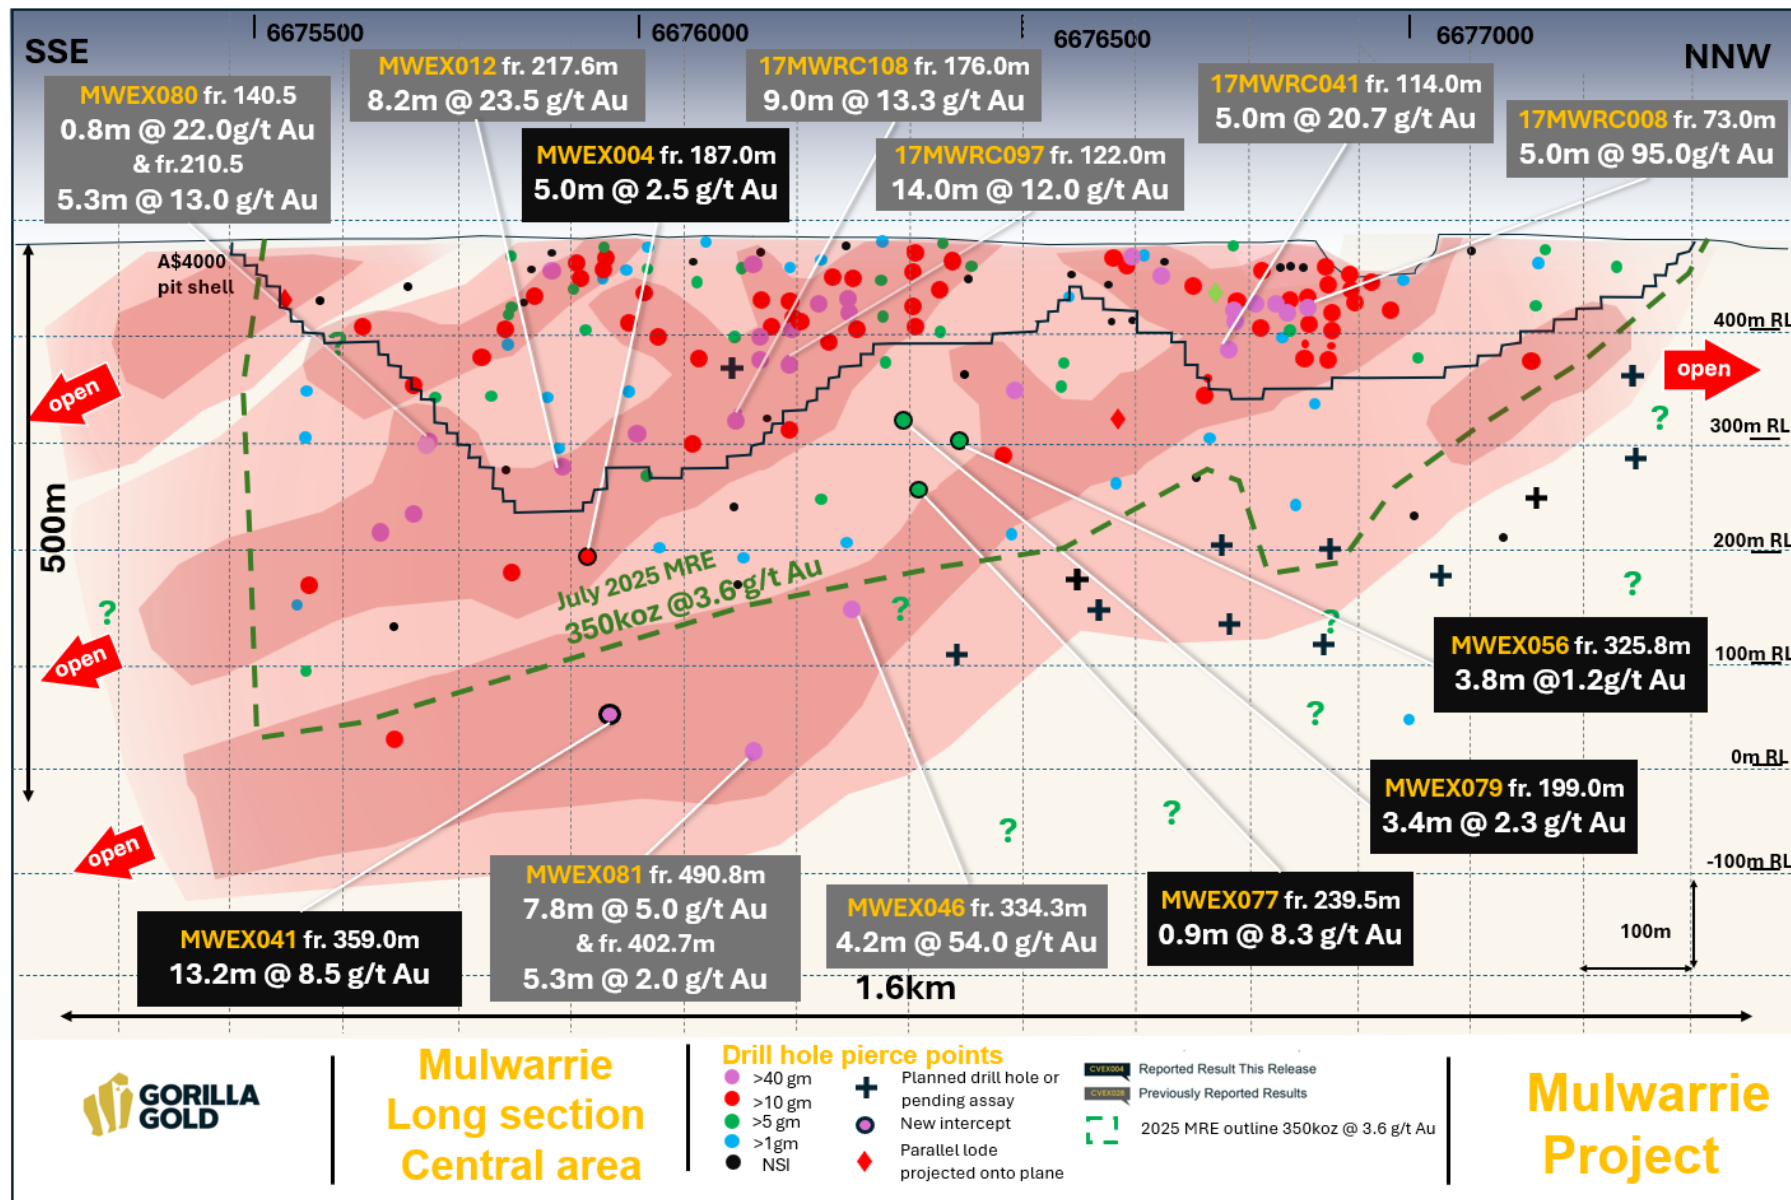 6675500
6676000
6676500
6677000
SSE
NNW
MWEX080 fr. 140.5
0.8m @ 22.0g/t Au
& fr.210.5
5.3m @ 13.0 g/t Au
MWEX012 fr. 217.6m
8.2m @ 23.5 g/t Au
MWEX004 fr. 187.0m
5.0m @ 2.5 g/t Au
17MWRC108 fr. 176.0m
9.0m @ 13.3 g/t Au
17MWRC097 fr. 122.0m
14.0m @ 12.0 g/t Au
17MWRC041 fr. 114.0m
5.0m @ 20.7 g/t Au
17MWRC008 fr. 73.0m
5.0m @ 95.0g/t Au
A$4000
pit shell
?
400m RL
open
open
300m RL
?
500m
200m RL
July 2025 MRE
350koz @3.6 g/t Au
?
?
?
?
open
100m RL
MWEX056 fr. 325.8m
3.8m @1.2g/t Au
?
0m RL
MWEX079 fr. 199.0m
3.4m @ 2.3 g/t Au
?
?
open
-100m RL
MWEX041 fr. 359.0m
13.2m @ 8.5 g/t Au
MWEX081 fr. 490.8m
7.8m @ 5.0 g/t Au
& fr. 402.7m
5.3m @ 2.0 g/t Au
MWEX046 fr. 334.3m
4.2m @ 54.0 g/t Au
MWEX077 fr. 239.5m
0.9m @ 8.3 g/t Au
100m
1.6km
GORILLA
GOLD
Mulwarrie
Long section
Central area
Drill hole pierce points
>40 gm
>10 gm
>5 gm
>1gm
NSI
Planned drill hole or
pending assay
New intercept
Parallel lode
projected onto plane
CVEX004 Reported Result This Release
CVEX028 Previously Reported Results
2025 MRE outline 350koz @ 3.6 g/t Au
Mulwarrie
Project